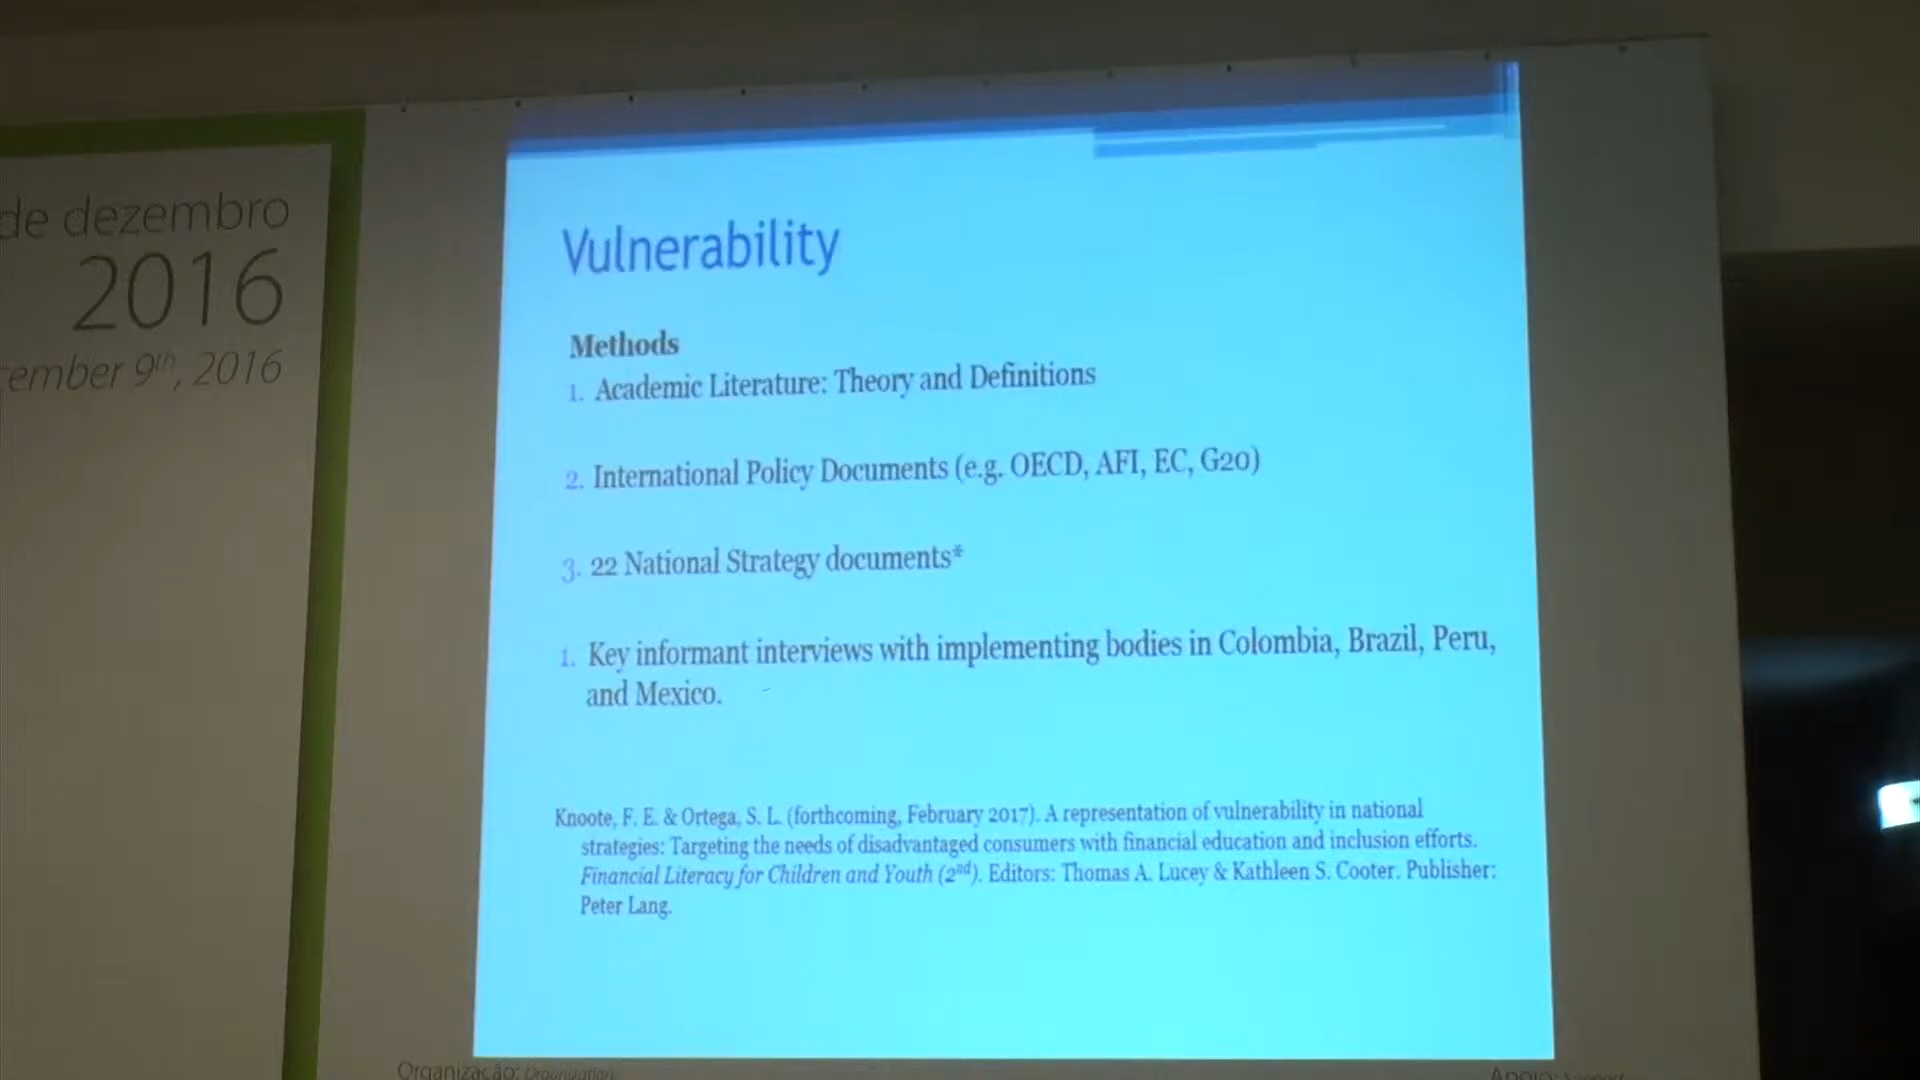 de dezembro
2016
ember 9th, 2016
Vulnerability
Methods
1. Academic Literature: Theory and Definitions
2. International Policy Documents (e.g. OECD, AFI, EC, G20)
3. 22 National Strategy documents*
1. Key informant interviews with implementing bodies in Colombia, Brazil, Peru,
and Mexico.
Knoote, F. E. & Ortega, S. L. (forthcoming, February 2017). A representation of vulnerability in national
strategies: Targeting the needs of disadvantaged consumers with financial education and inclusion efforts.
Financial Literacy for Children and Youth (2nd). Editors: Thomas A. Lucey & Kathleen S. Cooter. Publisher:
Peter Lang.
Organização: Organization
Apoio: Support